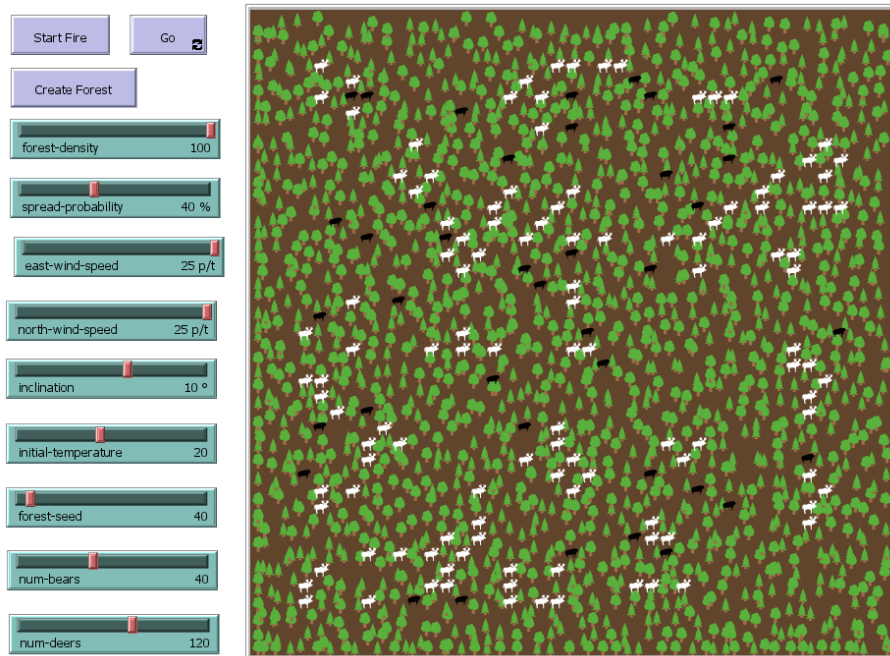 Start Fire
Go
Create Forest
forest-density 100
spread-probability 40 %
east-wind-speed 25 p/t
north-wind-speed 25 p/t
inclination 10 º
initial-temperature 20
forest-seed 40
num-bears 40
num-deers 120